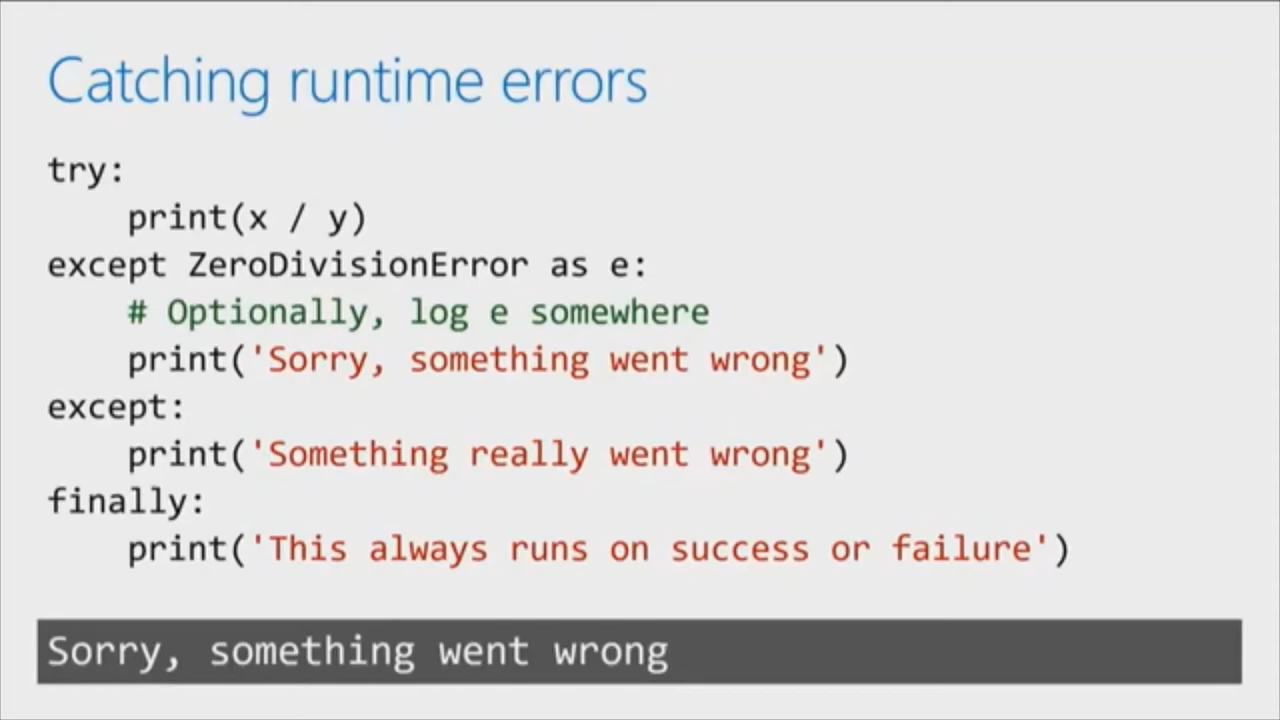 Catching runtime errors
try:
    print(x / y)
except ZeroDivisionError as e:
    # Optionally, log e somewhere
    print('Sorry, something went wrong')
except:
    print('Something really went wrong')
finally:
    print('This always runs on success or failure')
Sorry, something went wrong